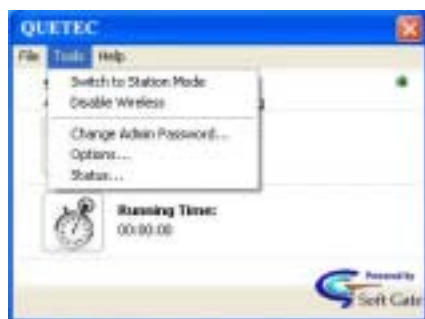 QUETEC
File Tools Help
Switch to Station Mode
Disable Wireless
Change Admin Password...
Options...
Status...
Running Time:
00:00:00
Powered by
Soft Gate